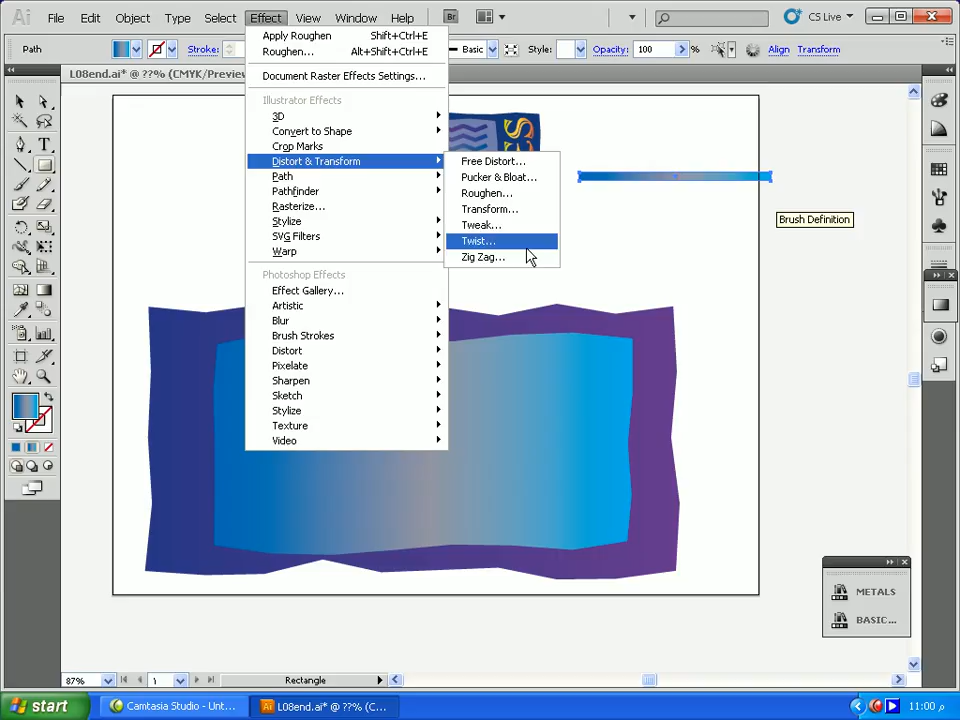 Ai File Edit Object Type Select Effect View Window Help Br CS Live
Path Stroke: Basic Style: Opacity: 100 % Align Transform
L08end.ai* @ ??% (CMYK/Preview
Apply Roughen Shift+Ctrl+E
Roughen... Alt+Shift+Ctrl+E
Document Raster Effects Settings...
Illustrator Effects
3D
Convert to Shape
Crop Marks
Distort & Transform
Path
Pathfinder
Rasterize...
Stylize
SVG Filters
Warp
Photoshop Effects
Effect Gallery...
Artistic
Blur
Brush Strokes
Distort
Pixelate
Sharpen
Sketch
Stylize
Texture
Video
Free Distort...
Pucker & Bloat...
Roughen...
Transform...
Tweak...
Twist...
Zig Zag...
Brush Definition
METALS
BASIC...
87% ١ Rectangle
start Camtasia Studio - Unt... L08end.ai* @ ??% (C... 11:00 م